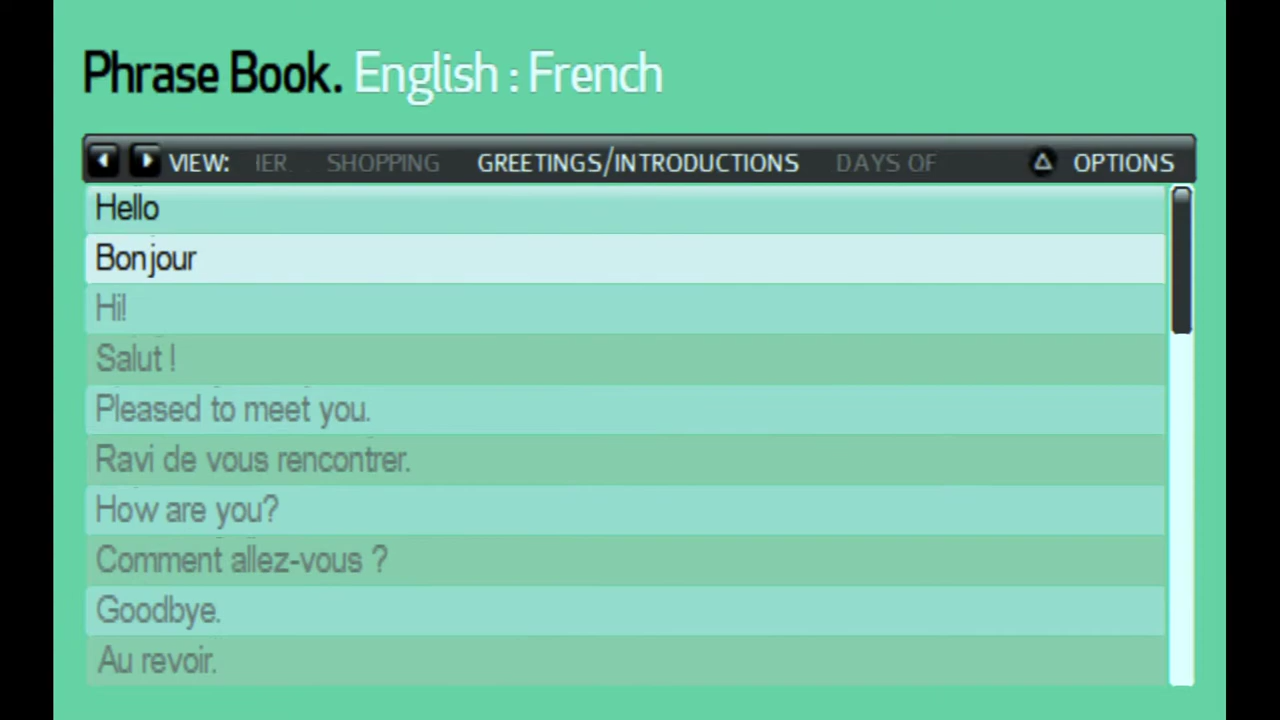 Phrase Book. English : French
VIEW: IER SHOPPING GREETINGS/INTRODUCTIONS DAYS OF OPTIONS
Hello
Bonjour
Hi!
Salut !
Pleased to meet you.
Ravi de vous rencontrer.
How are you?
Comment allez-vous ?
Goodbye.
Au revoir.